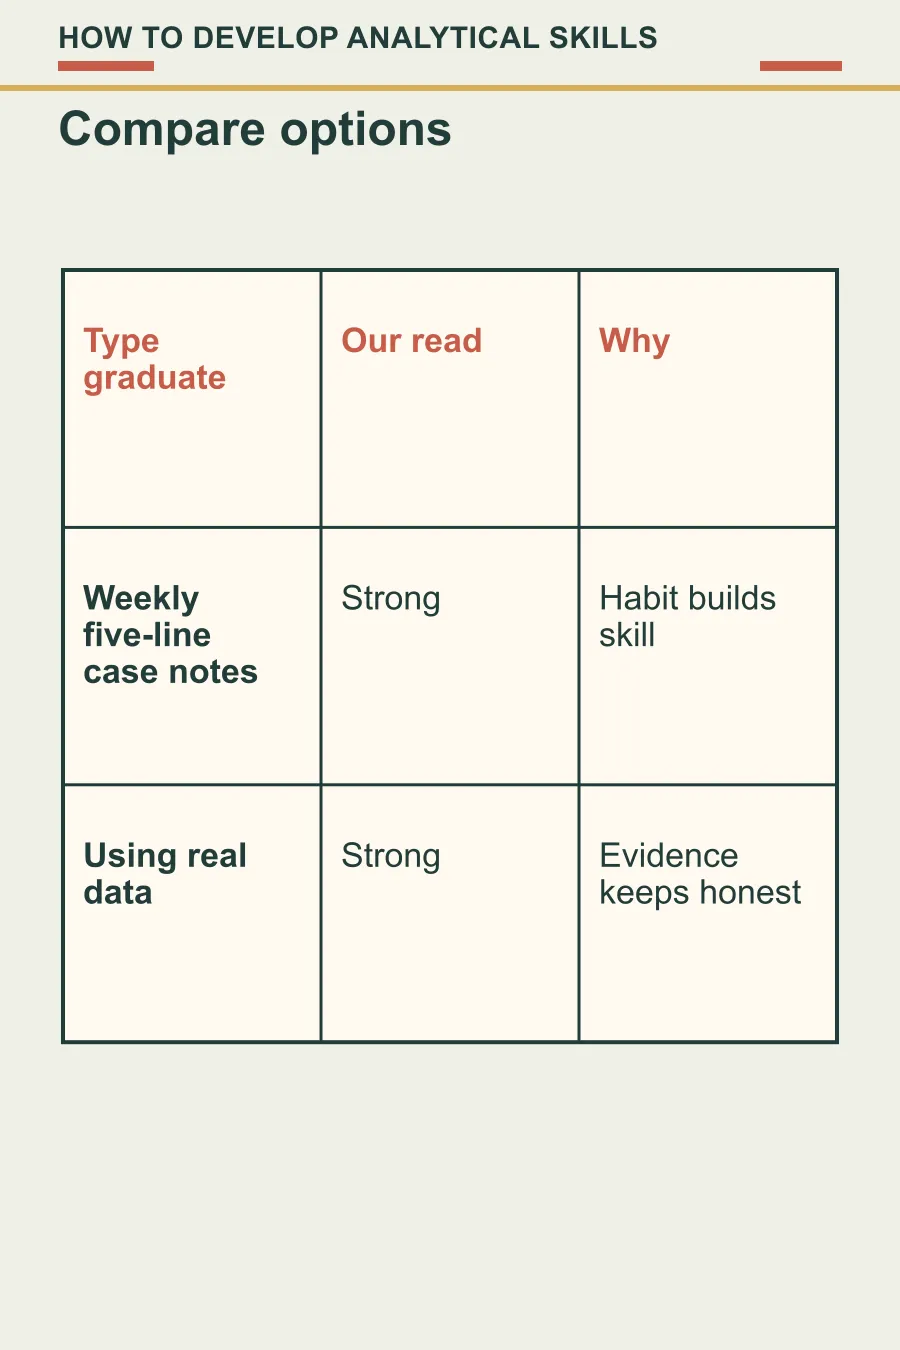 HOW TO DEVELOP ANALYTICAL SKILLS
Compare options
Type
graduate
Our read
Why
Weekly
five-line
case notes
Strong
Habit builds
skill
Using real
data
Strong
Evidence
keeps honest